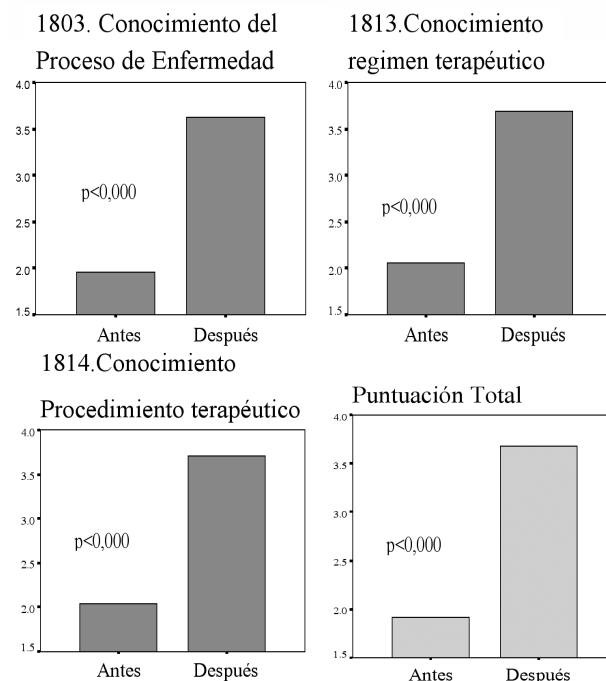 1803. Conocimiento del
Proceso de Enfermedad
4.0
3.5
3.0
2.5
2.0
1.5
p<0,000
Antes Después
1813.Conocimiento
regimen terapéutico
4.0
3.5
3.0
2.5
2.0
1.5
p<0,000
Antes Después
1814.Conocimiento
Procedimiento terapéutico
4.0
3.5
3.0
2.5
2.0
1.5
p<0,000
Antes Después
Puntuación Total
4.0
3.5
3.0
2.5
2.0
1.5
p<0,000
Antes Después